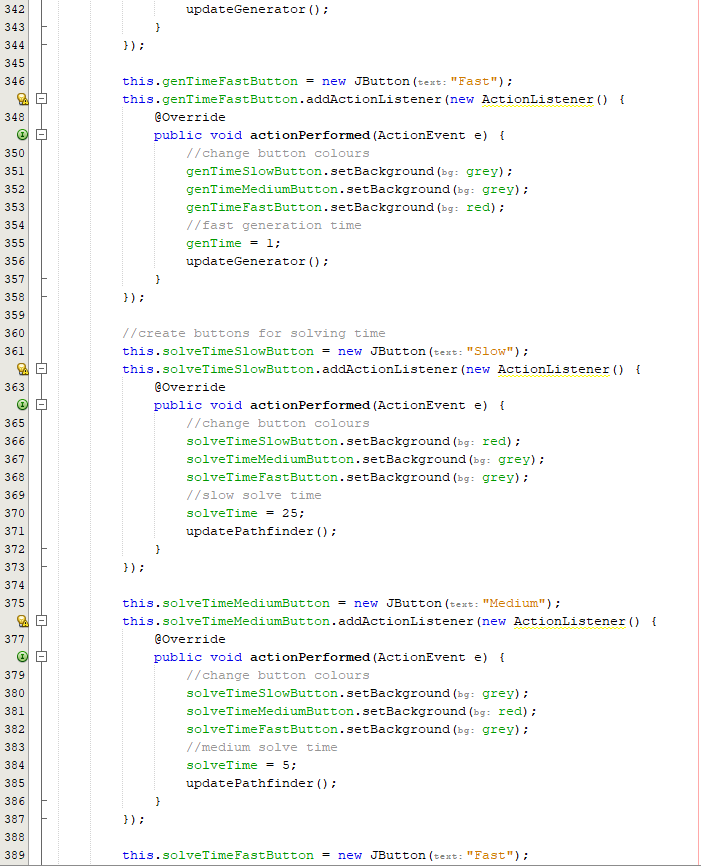 342 updateGenerator();
343 }
344 });
345
346 this.genTimeFastButton = new JButton(text: "Fast");
this.genTimeFastButton.addActionListener(new ActionListener() {
348 @Override
public void actionPerformed(ActionEvent e) {
350 //change button colours
351 genTimeSlowButton.setBackground(bg: grey);
352 genTimeMediumButton.setBackground(bg: grey);
353 genTimeFastButton.setBackground(bg: red);
354 //fast generation time
355 genTime = 1;
356 updateGenerator();
357 }
358 });
359
360 //create buttons for solving time
361 this.solveTimeSlowButton = new JButton(text: "Slow");
this.solveTimeSlowButton.addActionListener(new ActionListener() {
363 @Override
public void actionPerformed(ActionEvent e) {
365 //change button colours
366 solveTimeSlowButton.setBackground(bg: red);
367 solveTimeMediumButton.setBackground(bg: grey);
368 solveTimeFastButton.setBackground(bg: grey);
369 //slow solve time
370 solveTime = 25;
371 updatePathfinder();
372 }
373 });
374
375 this.solveTimeMediumButton = new JButton(text: "Medium");
this.solveTimeMediumButton.addActionListener(new ActionListener() {
377 @Override
public void actionPerformed(ActionEvent e) {
379 //change button colours
380 solveTimeSlowButton.setBackground(bg: grey);
381 solveTimeMediumButton.setBackground(bg: red);
382 solveTimeFastButton.setBackground(bg: grey);
383 //medium solve time
384 solveTime = 5;
385 updatePathfinder();
386 }
387 });
388
389 this.solveTimeFastButton = new JButton(text: "Fast");